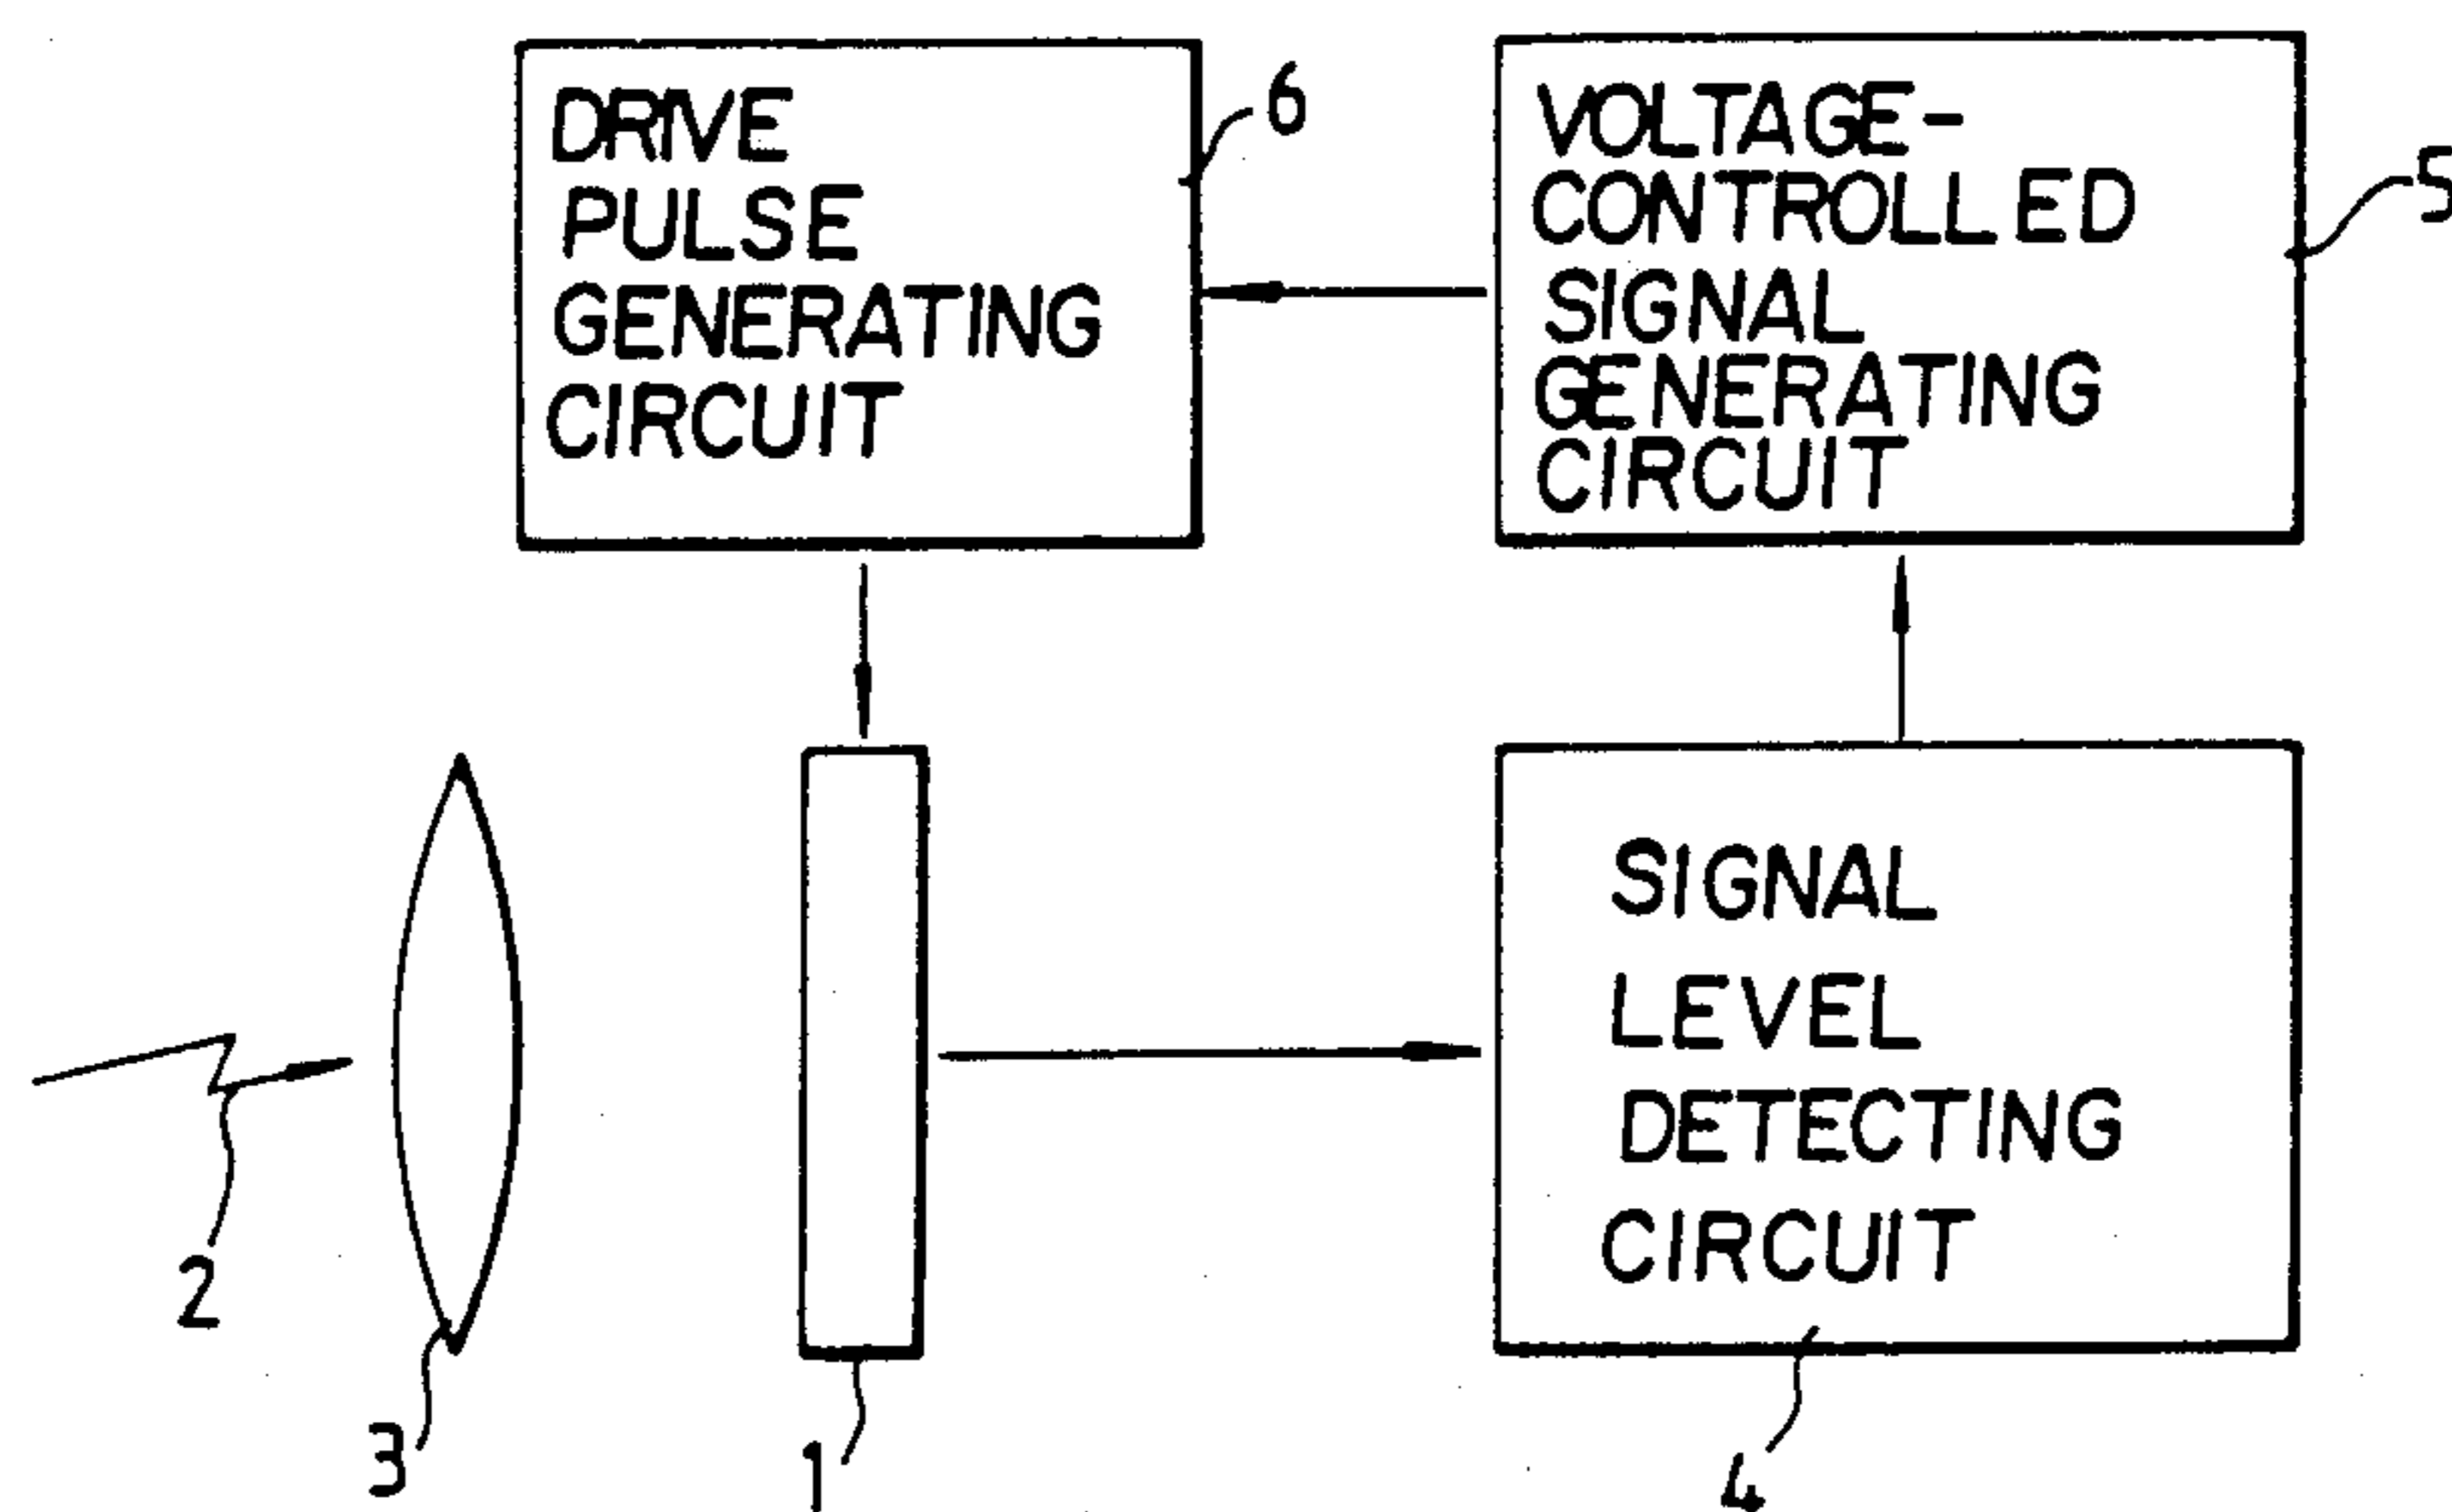 DRIVE
PULSE
GENERATING
CIRCUIT
6
VOLTAGE-
CONTROLLED
SIGNAL
GENERATING
CIRCUIT
5
SIGNAL
LEVEL
DETECTING
CIRCUIT
2
3
1
4